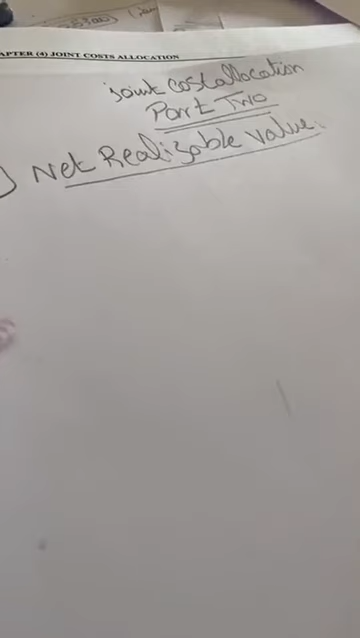 APTER (4) JOINT COSTS ALLOCATION
joint cost allocation
Part Two
Net Realizable value.